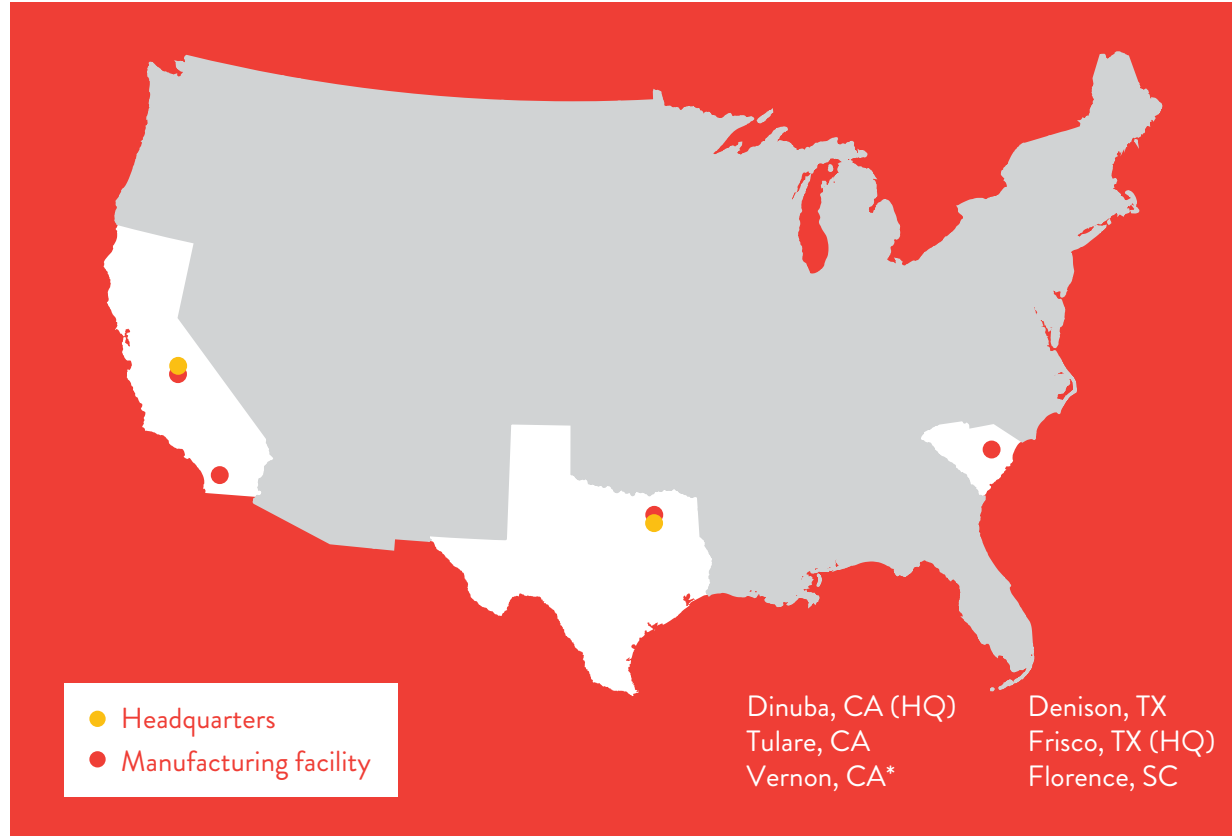 Headquarters
Manufacturing facility
Dinuba, CA (HQ)
Tulare, CA
Vernon, CA*
Denison, TX
Frisco, TX (HQ)
Florence, SC